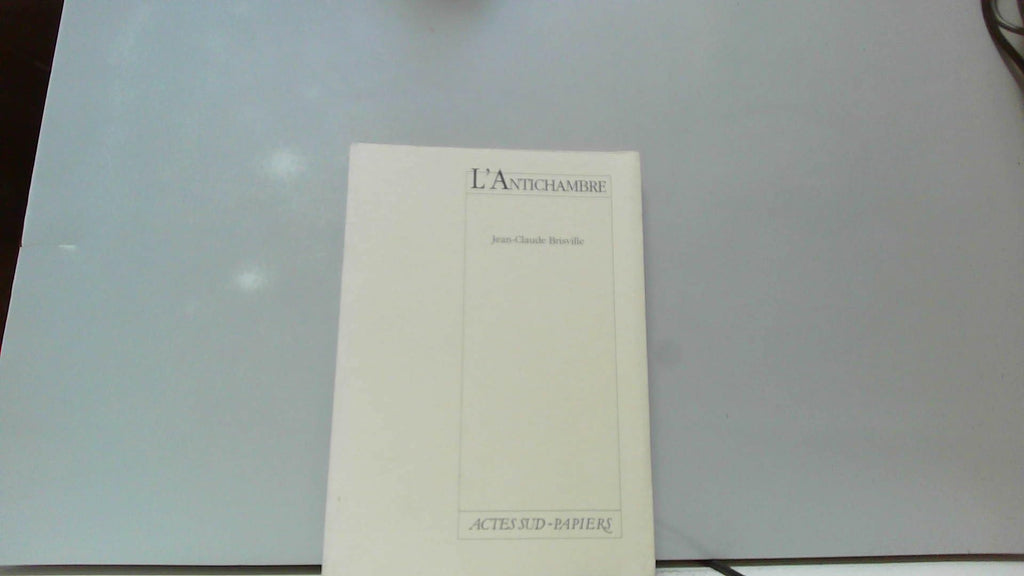 L'ANTICHAMBRE
Jean-Claude Brisville
ACTES SUD-PAPIERS